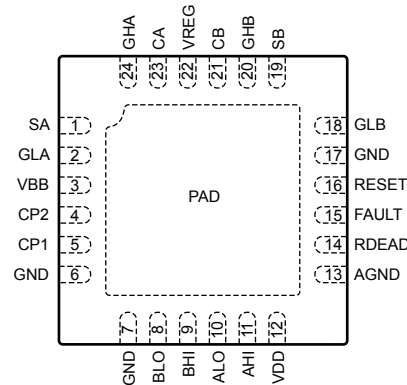 GHA CA VREG CB GHB SB
24 23 22 21 20 19
SA 1
GLA 2
VBB 3
CP2 4
CP1 5
GND 6
PAD
18 GLB
17 GND
16 RESET
15 FAULT
14 RDEAD
13 AGND
7 8 9 10 11 12
GND BLO BHI ALO AHI VDD